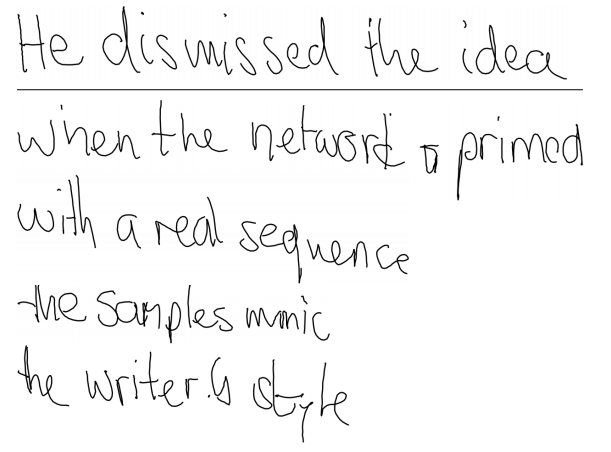 He dismissed the idea
when the network is primed
with a real sequence
the samples mimic
the writer's style